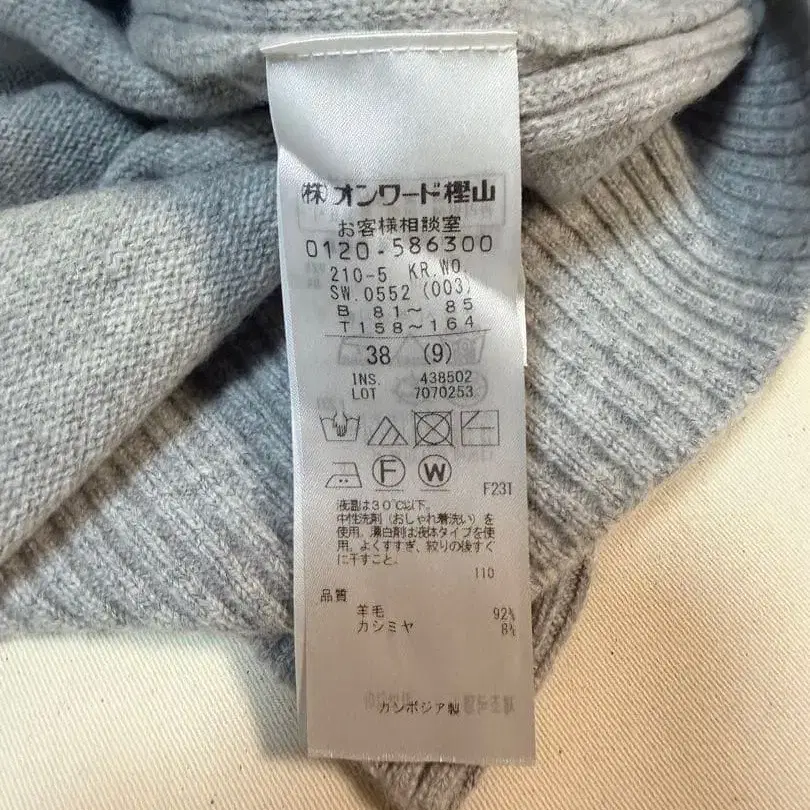 (株)オンワード樫山
お客様相談室
0120-586300
210-5 KR.WO.
SW.0552 (003)
B 81～ 85
T158～164
38 (9)
INS. 438502
LOT 7070253
F W
F23T
液温は30℃以下。
中性洗剤（おしゃれ着洗い）を
使用。漂白剤は液体タイプを使
用。よくすすぎ、絞りの後すぐ
に干すこと。
110
品質
羊毛 92%
カシミヤ 8%
カンボジア製